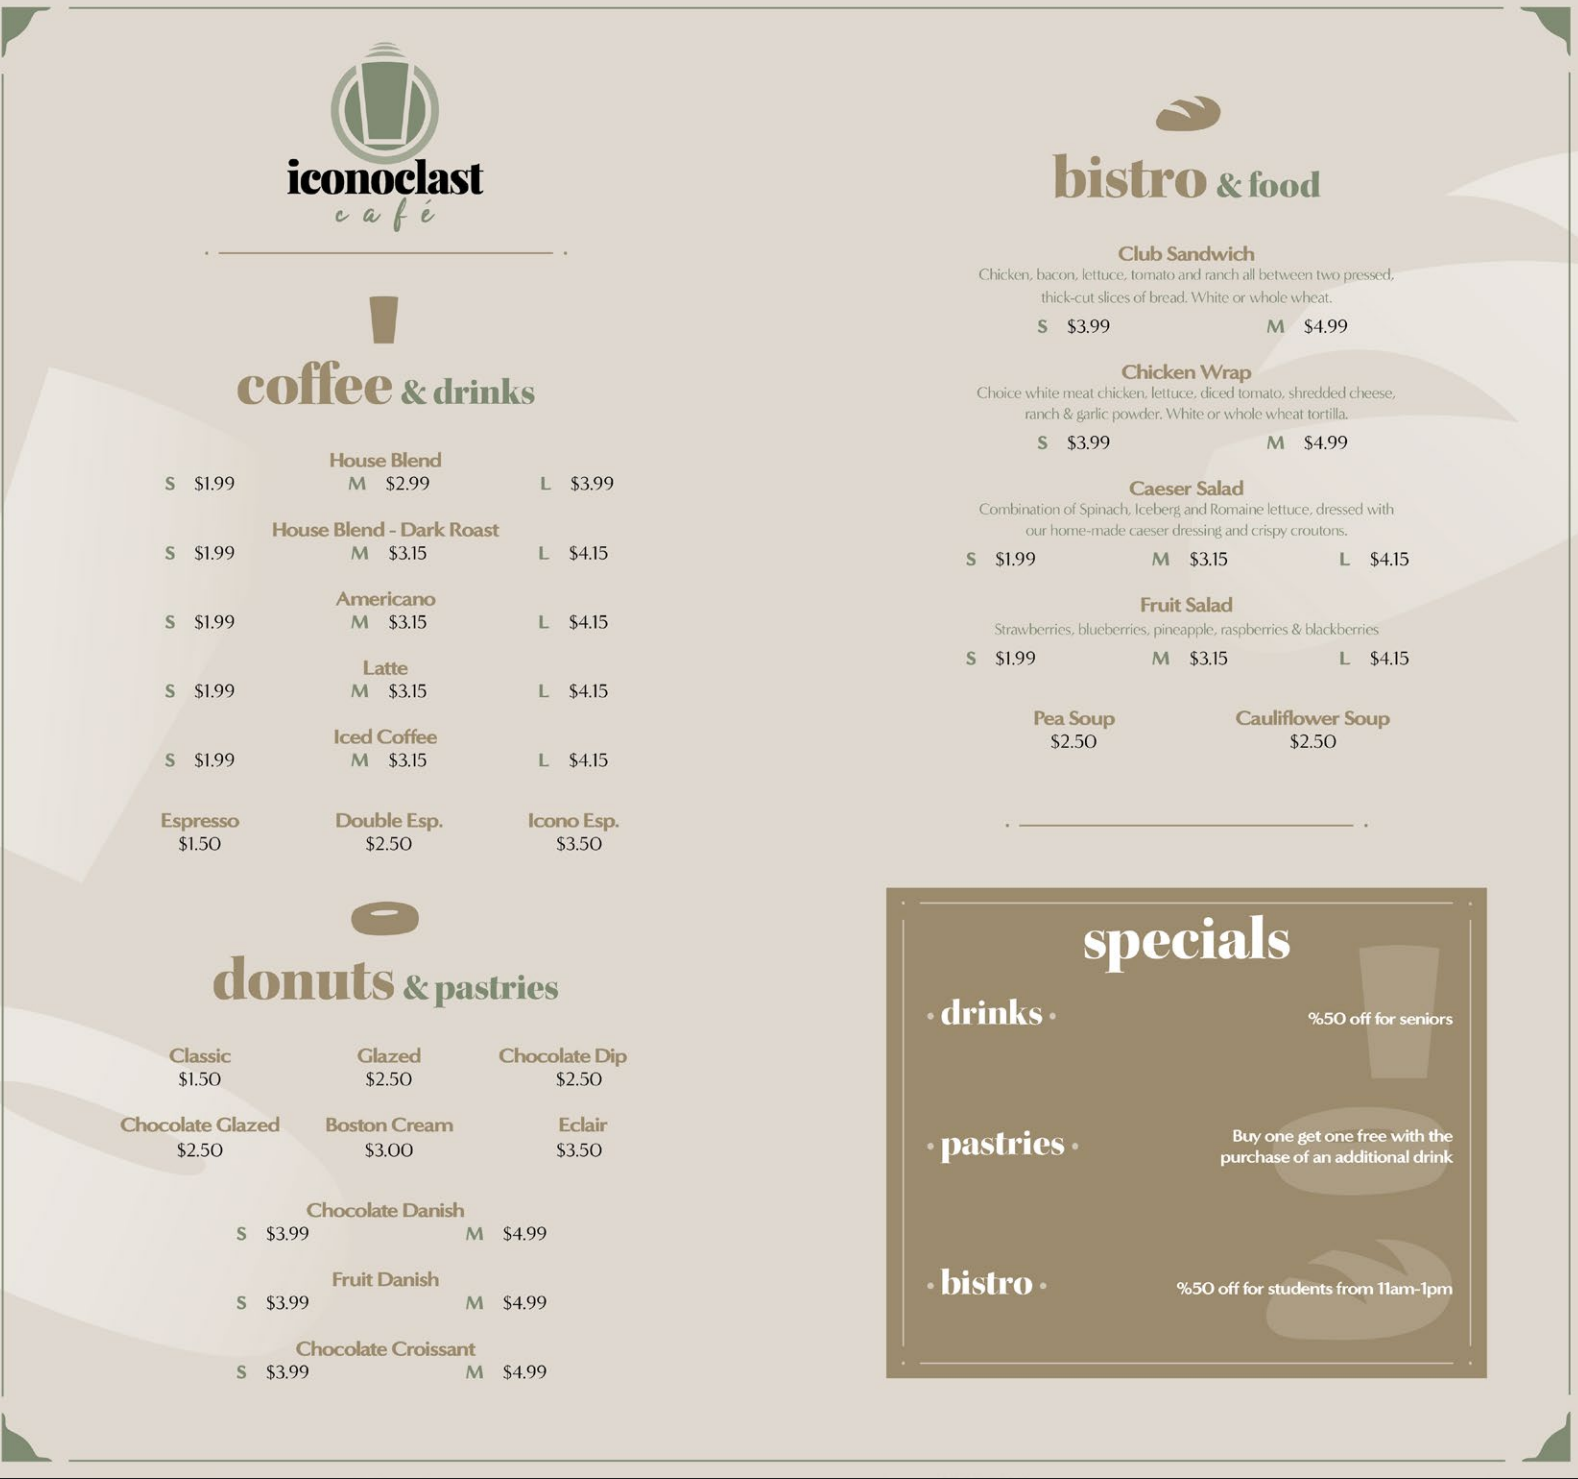 iconoclast
café
coffee & drinks
House Blend
S $1.99 M $2.99 L $3.99
House Blend - Dark Roast
S $1.99 M $3.15 L $4.15
Americano
S $1.99 M $3.15 L $4.15
Latte
S $1.99 M $3.15 L $4.15
Iced Coffee
S $1.99 M $3.15 L $4.15
Espresso Double Esp. Icono Esp.
$1.50 $2.50 $3.50
donuts & pastries
Classic Glazed Chocolate Dip
$1.50 $2.50 $2.50
Chocolate Glazed Boston Cream Eclair
$2.50 $3.00 $3.50
Chocolate Danish
S $3.99 M $4.99
Fruit Danish
S $3.99 M $4.99
Chocolate Croissant
S $3.99 M $4.99
bistro & food
Club Sandwich
Chicken, bacon, lettuce, tomato and ranch all between two pressed,
thick-cut slices of bread. White or whole wheat.
S $3.99 M $4.99
Chicken Wrap
Choice white meat chicken, lettuce, diced tomato, shredded cheese,
ranch & garlic powder. White or whole wheat tortilla.
S $3.99 M $4.99
Caeser Salad
Combination of Spinach, Iceberg and Romaine lettuce, dressed with
our home-made caeser dressing and crispy croutons.
S $1.99 M $3.15 L $4.15
Fruit Salad
Strawberries, blueberries, pineapple, raspberries & blackberries
S $1.99 M $3.15 L $4.15
Pea Soup Cauliflower Soup
$2.50 $2.50
specials
• drinks • %50 off for seniors
• pastries • Buy one get one free with the
purchase of an additional drink
• bistro • %50 off for students from 11am-1pm